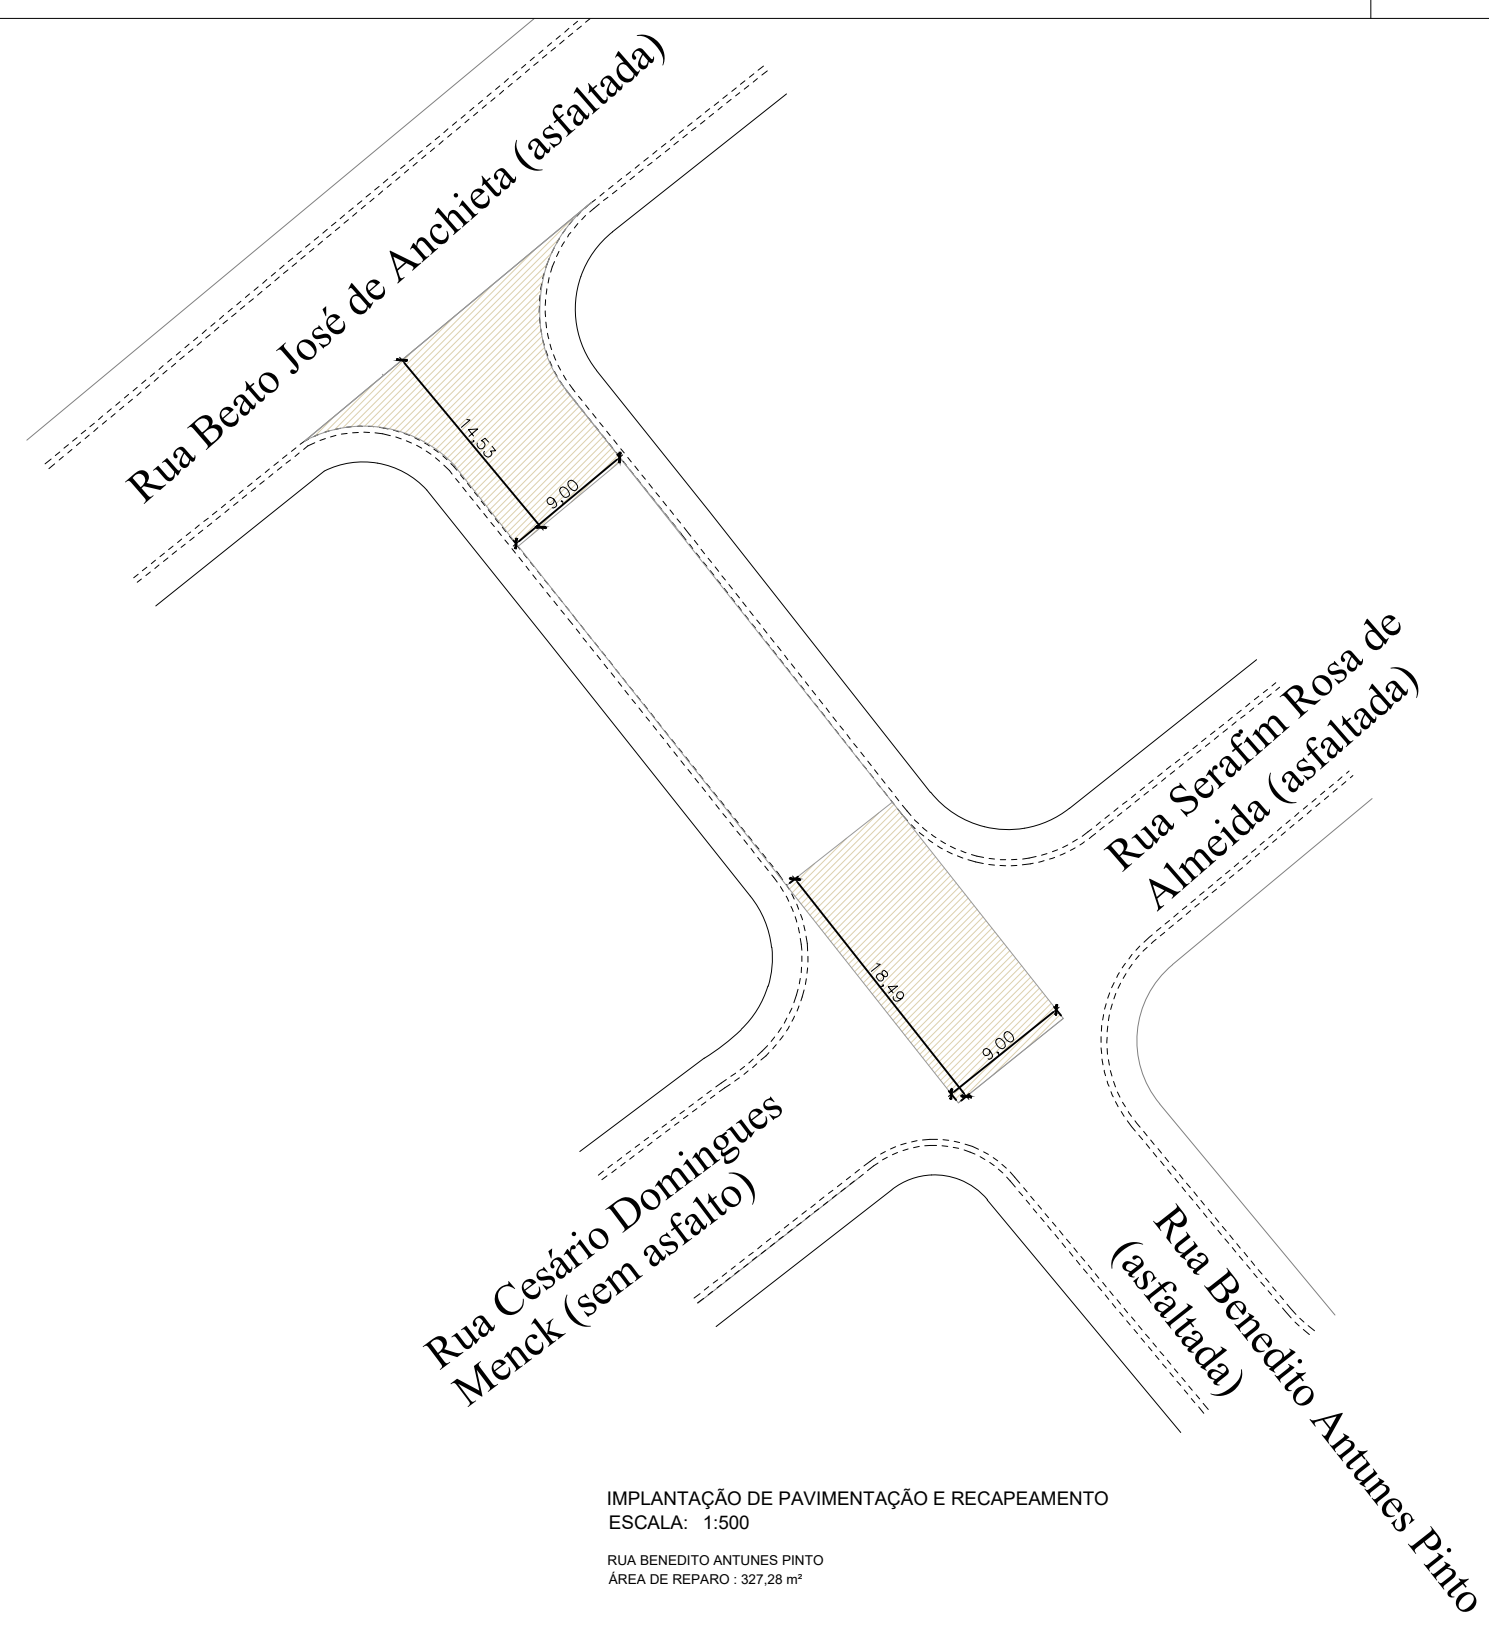 Rua Beato José de Anchieta (asfaltada)
14,53
9,00
Rua Serafim Rosa de
Almeida (asfaltada)
18,49
9,00
Rua Cesário Domingues
Menck (sem asfalto)
Rua Benedito Antunes Pinto
(asfaltada)
IMPLANTAÇÃO DE PAVIMENTAÇÃO E RECAPEAMENTO
ESCALA: 1:500
RUA BENEDITO ANTUNES PINTO
ÁREA DE REPARO : 327,28 m²